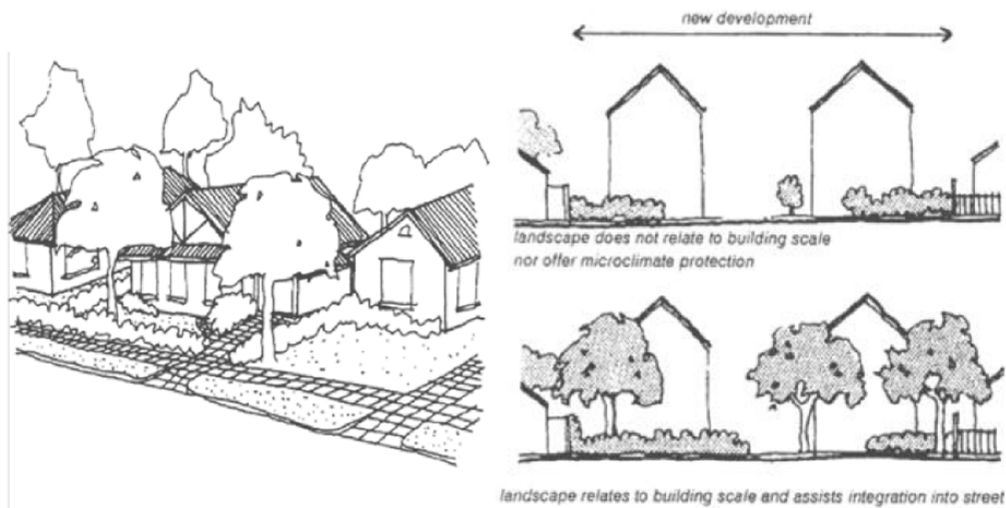 new development
landscape does not relate to building scale
nor offer microclimate protection
landscape relates to building scale and assists integration into street